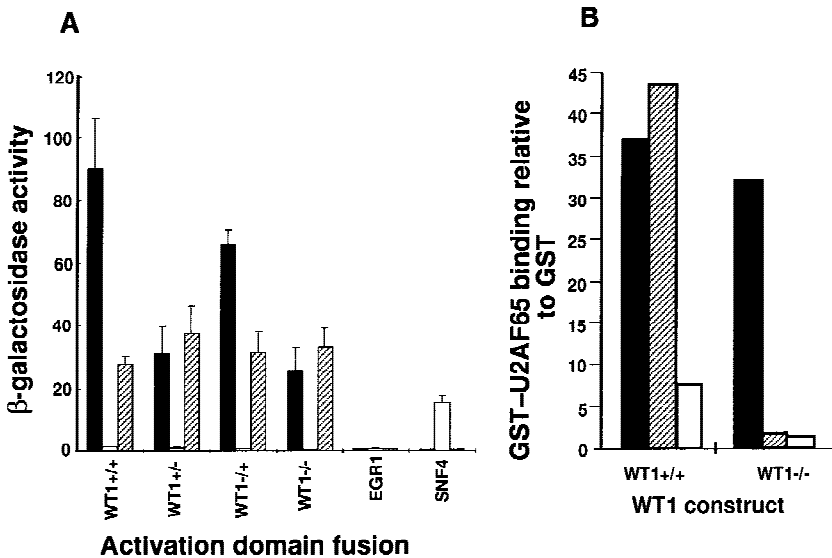 A
β-galactosidase activity
120
100
80
60
40
20
0
WT1+/+
WT1+/-
WT1-/+
WT1-/-
EGR1
SNF4
Activation domain fusion
B
GST–U2AF65 binding relative
to GST
45
40
35
30
25
20
15
10
5
0
WT1+/+
WT1-/-
WT1 construct